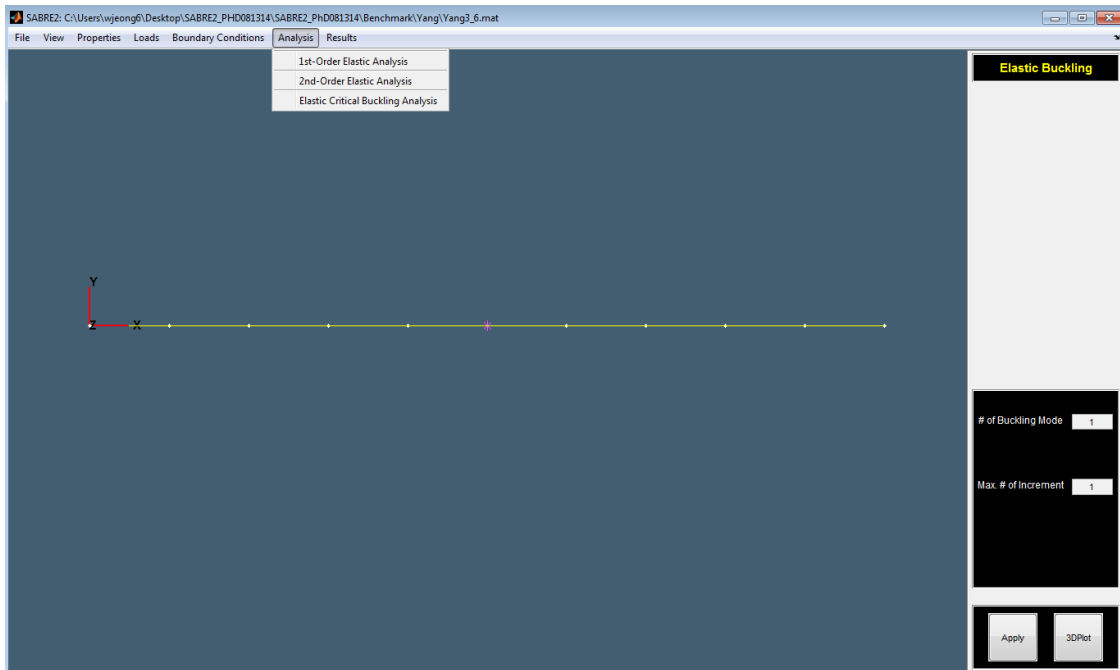 SABRE2: C:\Users\wjeong6\Desktop\SABRE2_PHD081314\SABRE2_PhD081314\Benchmark\Yang\Yang3_6.mat
File View Properties Loads Boundary Conditions Analysis Results
1st-Order Elastic Analysis
2nd-Order Elastic Analysis
Elastic Critical Buckling Analysis
Elastic Buckling
Y
Z X
# of Buckling Mode 1
Max. # of Increment 1
Apply 3DPlot